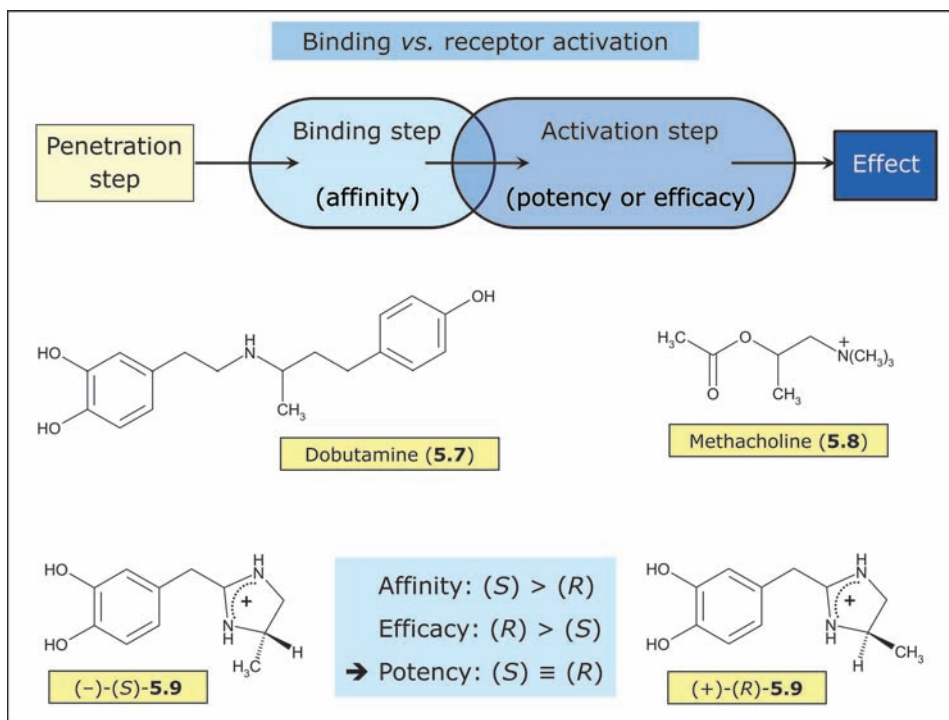 Binding vs. receptor activation
Penetration step
Binding step
(affinity)
Activation step
(potency or efficacy)
Effect
HO
HO
H
N
CH₃
OH
Dobutamine (5.7)
H₃C
O
O
CH₃
+
N(CH₃)₃
Methacholine (5.8)
HO
HO
H
N
+
N
H
H₃C
H
(–)-(S)-5.9
Affinity: (S) > (R)
Efficacy: (R) > (S)
➔ Potency: (S) ≡ (R)
HO
HO
H
N
+
N
H
H
CH₃
(+)-(R)-5.9